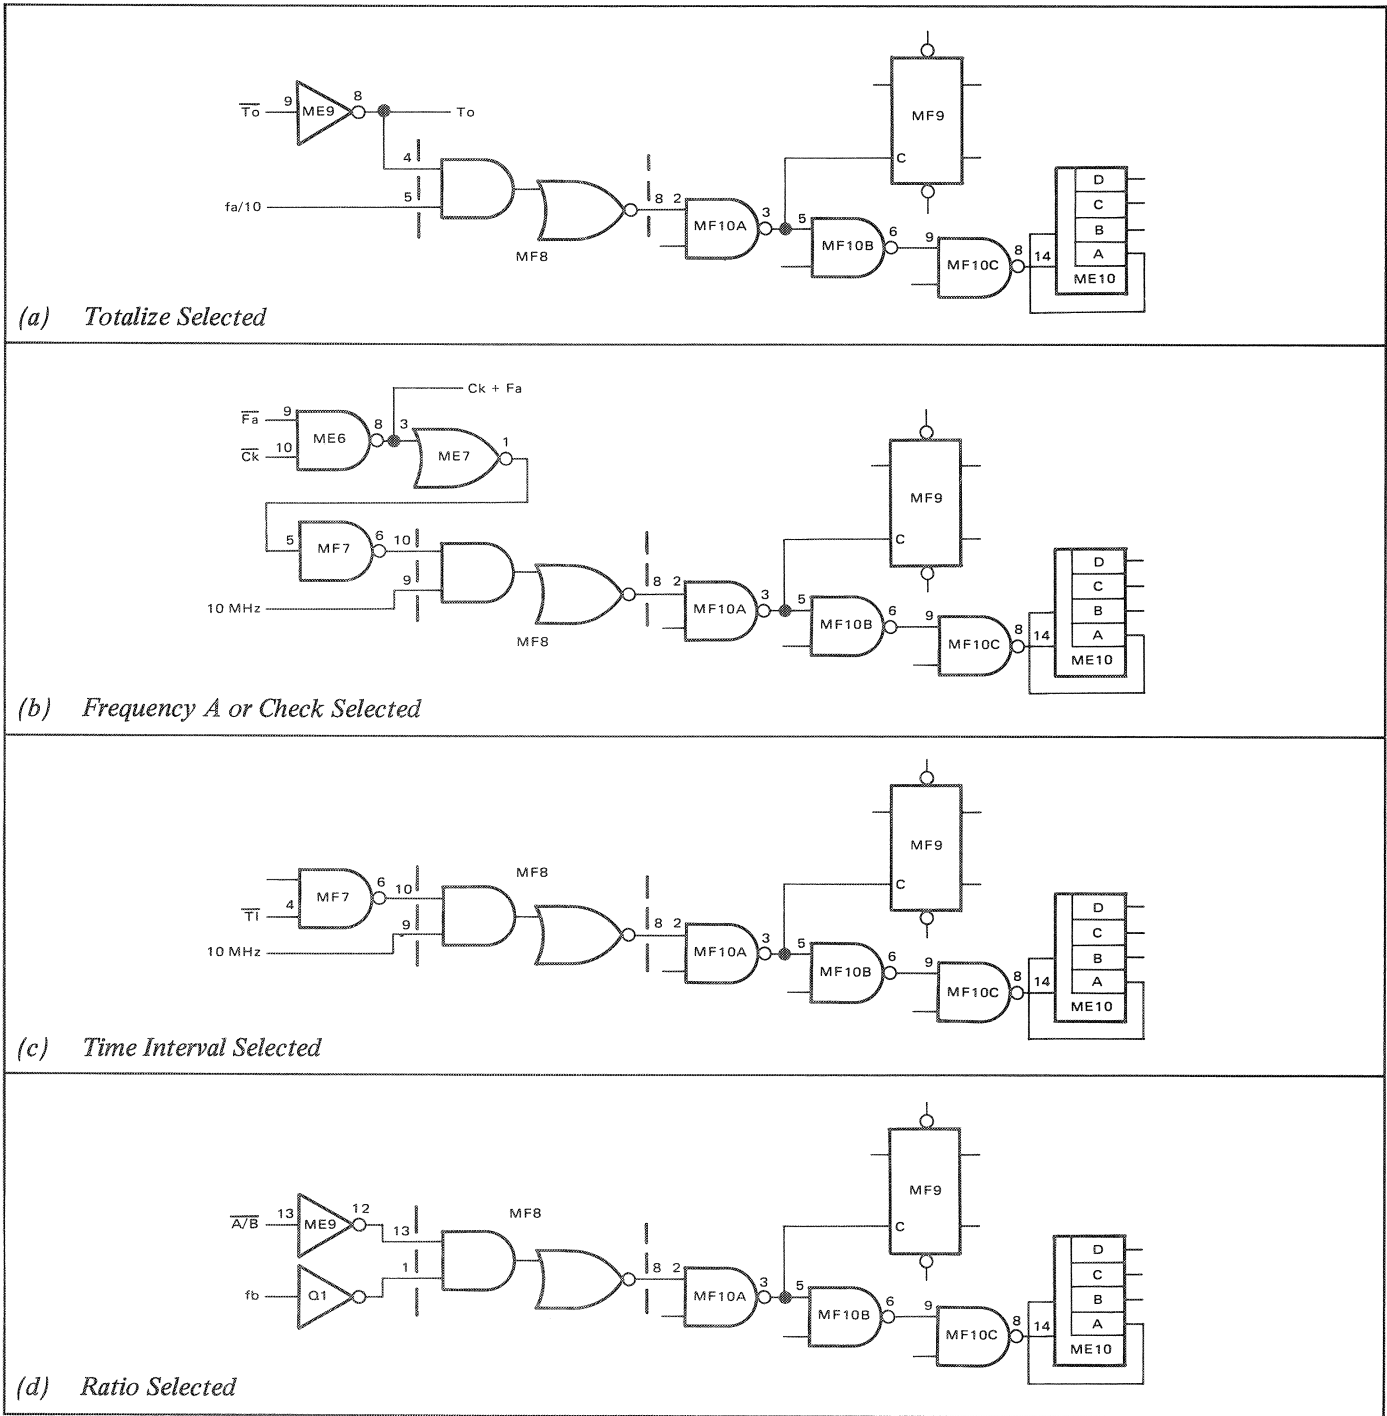 To 9 ME9 8 To
4
fa/10 5
MF8
8 2 MF10A 3
MF9
C
5 MF10B 6
9 MF10C 8
14 D
C
B
A
ME10
(a) Totalize Selected
Ck + Fa
Fa 9
Ck 10 ME6 8 3 ME7 1
5 MF7 6 10
10 MHz 9
MF8
8 2 MF10A 3
MF9
C
5 MF10B 6
9 MF10C 8
14 D
C
B
A
ME10
(b) Frequency A or Check Selected
TI 4 MF7 6 10
10 MHz 9
MF8
8 2 MF10A 3
MF9
C
5 MF10B 6
9 MF10C 8
14 D
C
B
A
ME10
(c) Time Interval Selected
A/B 13 ME9 12 13
fb Q1 1
MF8
8 2 MF10A 3
MF9
C
5 MF10B 6
9 MF10C 8
14 D
C
B
A
ME10
(d) Ratio Selected